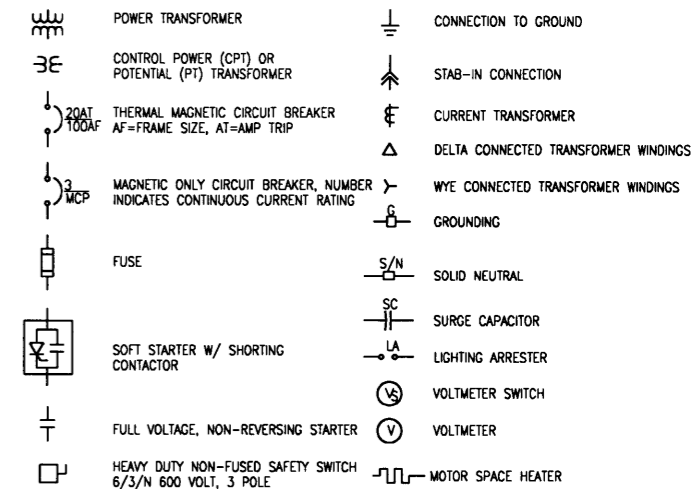 POWER TRANSFORMER
CONTROL POWER (CPT) OR
POTENTIAL (PT) TRANSFORMER
20AT
100AF
THERMAL MAGNETIC CIRCUIT BREAKER
AF=FRAME SIZE, AT=AMP TRIP
3
MCP
MAGNETIC ONLY CIRCUIT BREAKER, NUMBER
INDICATES CONTINUOUS CURRENT RATING
FUSE
SOFT STARTER W/ SHORTING
CONTACTOR
FULL VOLTAGE, NON-REVERSING STARTER
HEAVY DUTY NON-FUSED SAFETY SWITCH
6/3/N 600 VOLT, 3 POLE
CONNECTION TO GROUND
STAB-IN CONNECTION
CURRENT TRANSFORMER
DELTA CONNECTED TRANSFORMER WINDINGS
WYE CONNECTED TRANSFORMER WINDINGS
G
GROUNDING
S/N
SOLID NEUTRAL
SC
SURGE CAPACITOR
LA
LIGHTING ARRESTER
VS
VOLTMETER SWITCH
V
VOLTMETER
MOTOR SPACE HEATER